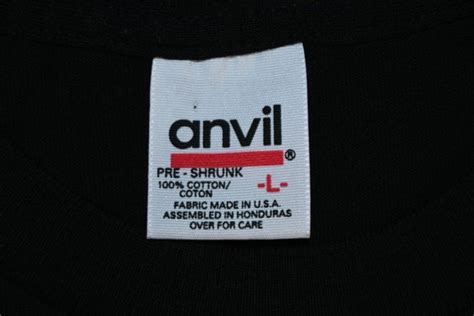 anvil®
PRE - SHRUNK
100% COTTON/
COTON
-L-
FABRIC MADE IN U.S.A.
ASSEMBLED IN HONDURAS
OVER FOR CARE